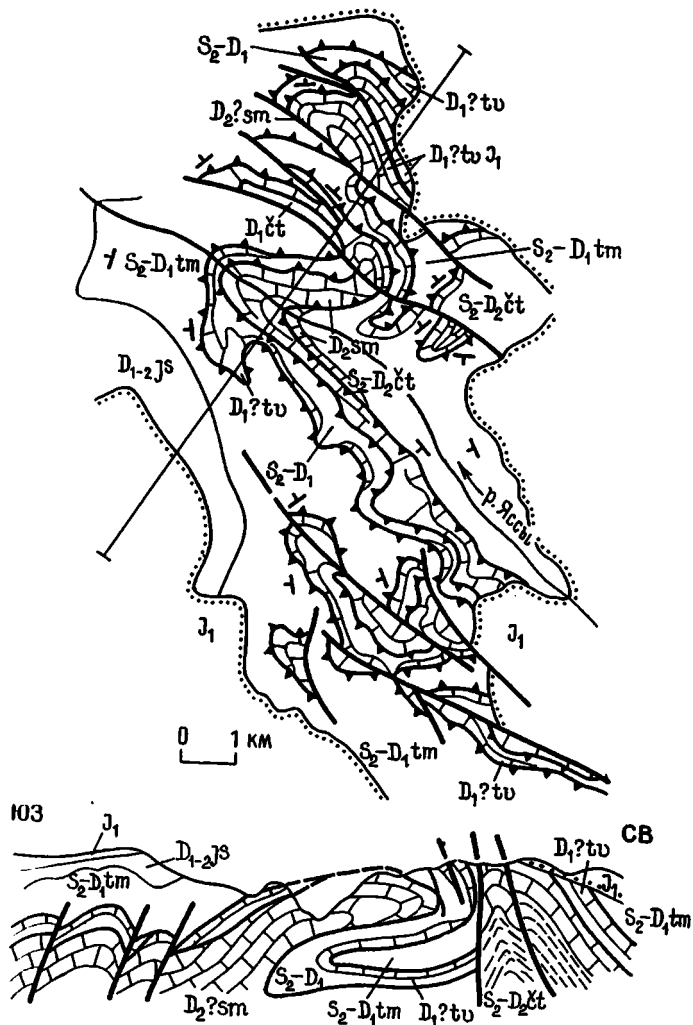 S₂–D₁
D₁?tv
D₂?sm
D₁?tv J₁
D₁čt
S₂–D₁tm
S₂–D₁tm
S₂–D₂čt
D₂sm
D₁₋₂js
S₂–D₂čt
D₁?tv
S₂–D₁
р. Яссы
J₁
J₁
0 1 км
S₂–D₁tm
D₁?tv
ЮЗ
J₁
D₁₋₂js
S₂–D₁tm
D₁?tv
СВ
J₁
S₂–D₁tm
S₂–D₁
D₂?sm
S₂–D₁tm
D₁?tv
S₂–D₂čt